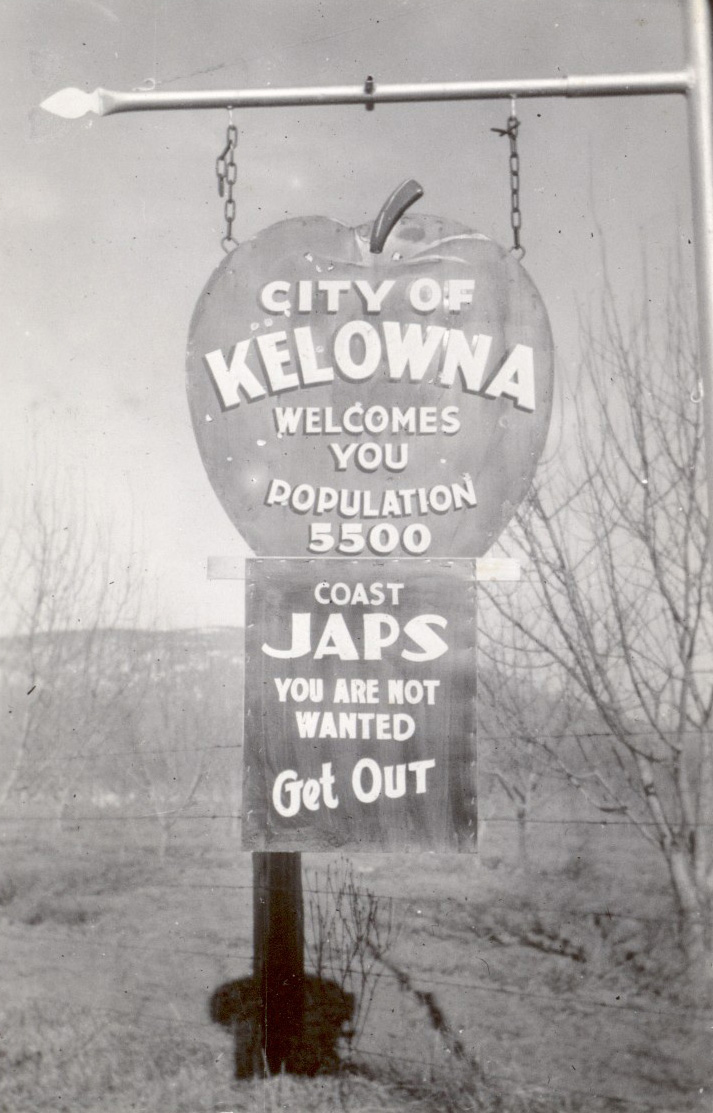 CITY OF
KELOWNA
WELCOMES
YOU
POPULATION
5500
COAST
JAPS
YOU ARE NOT
WANTED
Get OUT